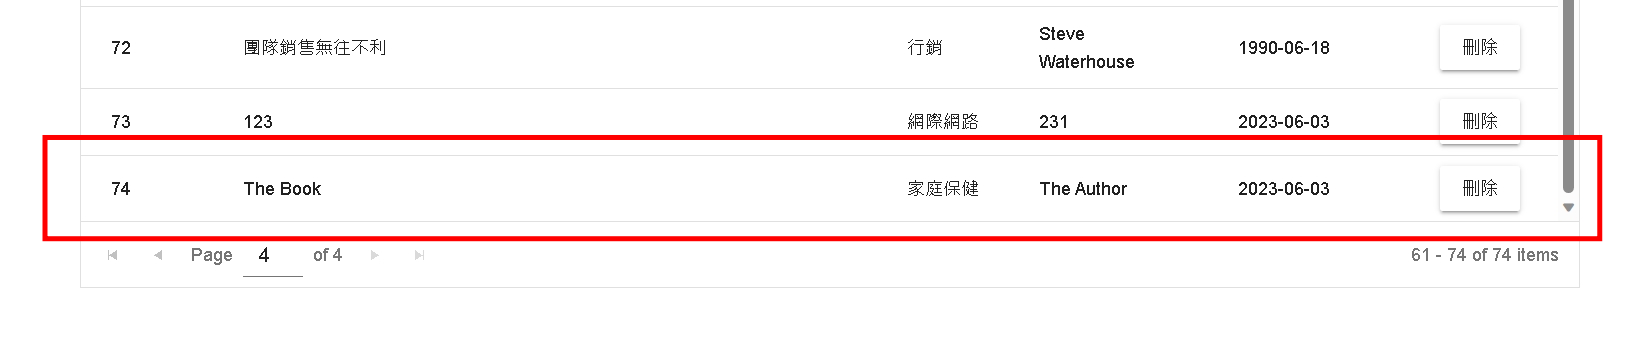 72 團隊銷售無往不利 行銷 Steve Waterhouse 1990-06-18 刪除
73 123 網際網路 231 2023-06-03 刪除
74 The Book 家庭保健 The Author 2023-06-03 刪除
Page 4 of 4 61 - 74 of 74 items